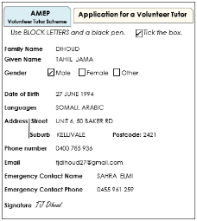 AMEP
Volunteer Tutor Scheme
Application for a Volunteer Tutor
Use BLOCK LETTERS and a black pen. ☑ Tick the box.
Family Name DIHOUD
Given Name TAHIL JAMA
Gender ☑ Male ☐ Female ☐ Other
Date of Birth 27 JUNE 1994
Languages SOMALI, ARABIC
Address Street UNIT 6, 50 BAKER RD
Suburb KELLIVALE Postcode: 2421
Phone number 0400 785 936
Email tjdihoud27@gmail.com
Emergency Contact Name SAHRA ELMI
Emergency Contact Phone 0455 961 259
Signature TJ Dihoud